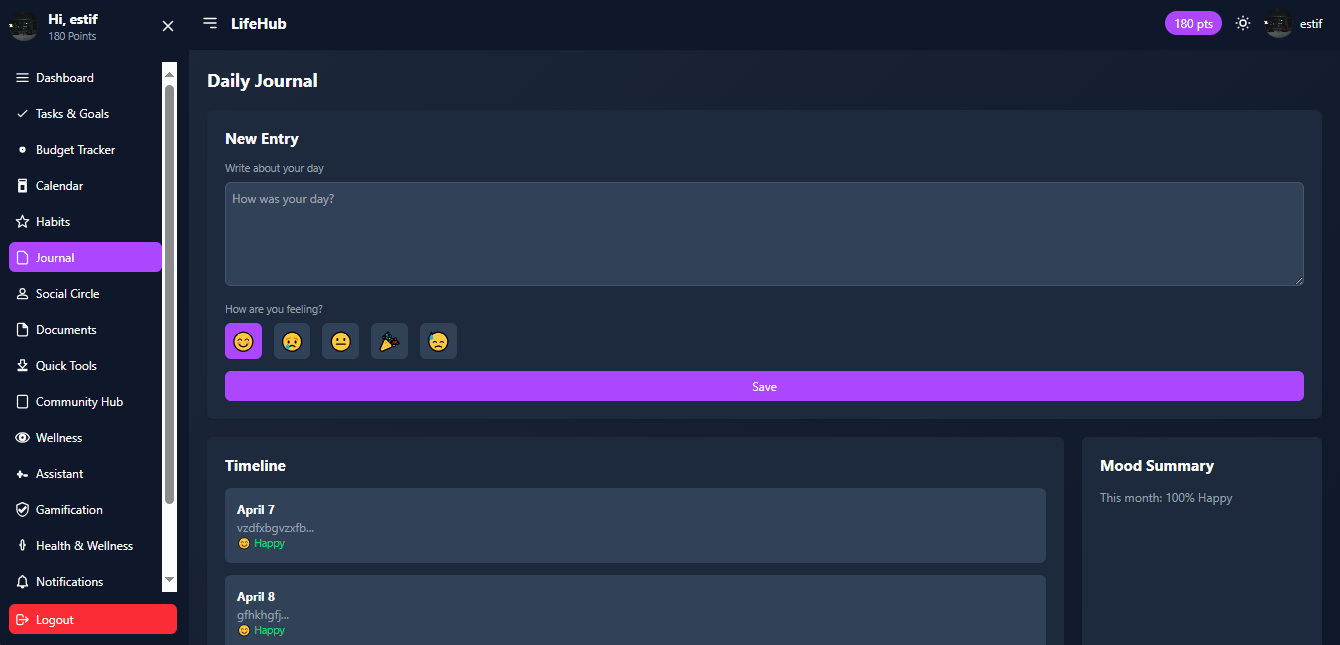 Hi, estif
180 Points
LifeHub
180 pts
estif
Dashboard
Tasks & Goals
Budget Tracker
Calendar
Habits
Journal
Social Circle
Documents
Quick Tools
Community Hub
Wellness
Assistant
Gamification
Health & Wellness
Notifications
Logout
Daily Journal
New Entry
Write about your day
How was your day?
How are you feeling?
Save
Timeline
April 7
vzdfxbgvzxfb...
😊 Happy
April 8
gfhkhgfj...
😊 Happy
Mood Summary
This month: 100% Happy